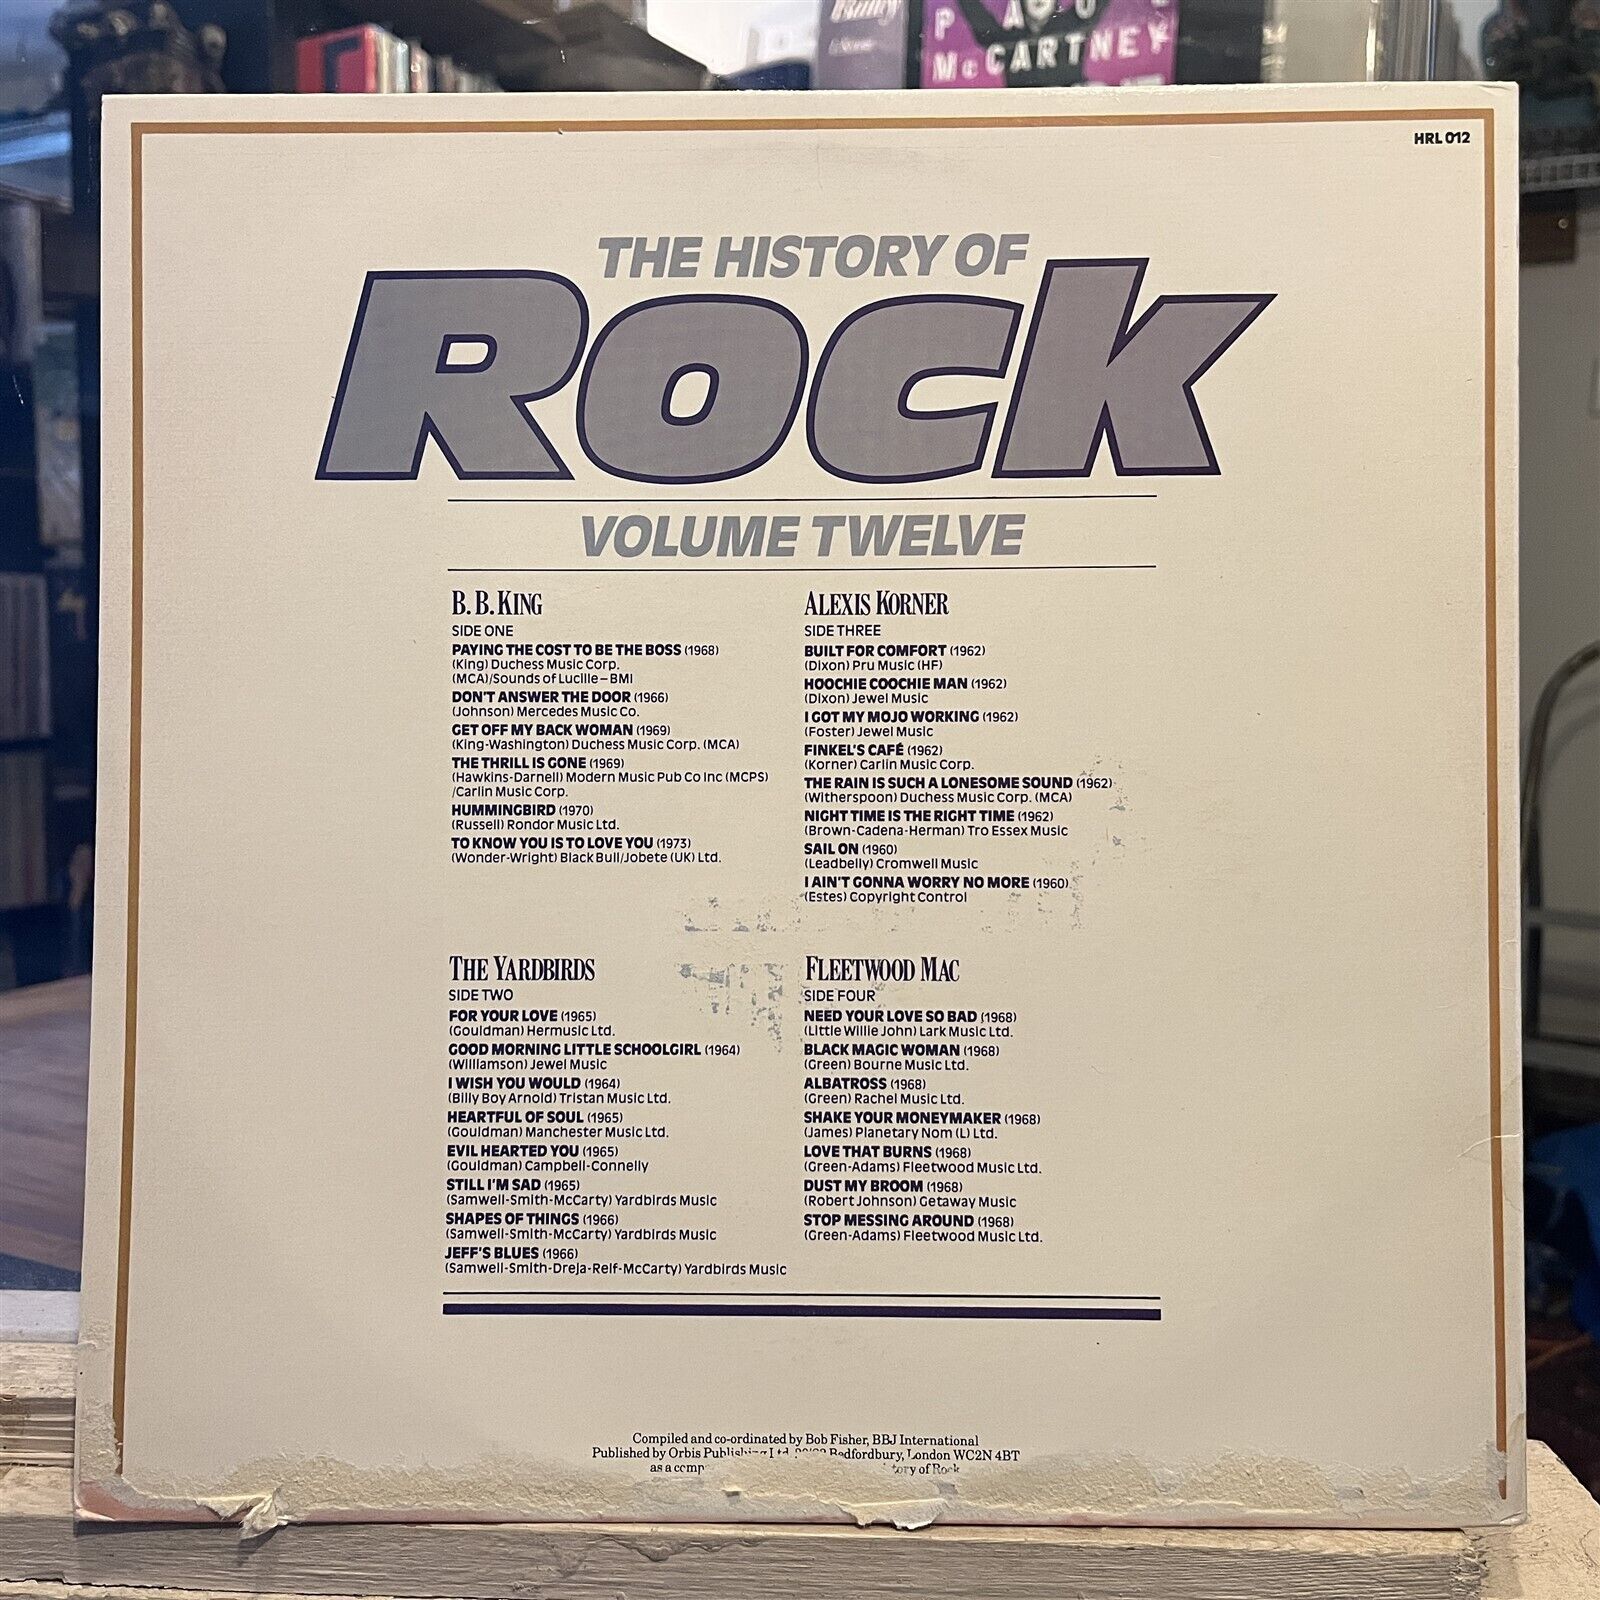 PAUL
McCARTNEY
HRL 012
THE HISTORY OF
ROCK
VOLUME TWELVE
B. B. KING
SIDE ONE
PAYING THE COST TO BE THE BOSS (1968)
(King) Duchess Music Corp.
(MCA)/Sounds of Lucille – BMI
DON'T ANSWER THE DOOR (1966)
(Johnson) Mercedes Music Co.
GET OFF MY BACK WOMAN (1969)
(King-Washington) Duchess Music Corp. (MCA)
THE THRILL IS GONE (1969)
(Hawkins-Darnell) Modern Music Pub Co Inc (MCPS)
/Carlin Music Corp.
HUMMINGBIRD (1970)
(Russell) Rondor Music Ltd.
TO KNOW YOU IS TO LOVE YOU (1973)
(Wonder-Wright) Black Bull/Jobete (UK) Ltd.
THE YARDBIRDS
SIDE TWO
FOR YOUR LOVE (1965)
(Gouldman) Hermusic Ltd.
GOOD MORNING LITTLE SCHOOLGIRL (1964)
(Williamson) Jewel Music
I WISH YOU WOULD (1964)
(Billy Boy Arnold) Tristan Music Ltd.
HEARTFUL OF SOUL (1965)
(Gouldman) Manchester Music Ltd.
EVIL HEARTED YOU (1965)
(Gouldman) Campbell-Connelly
STILL I'M SAD (1965)
(Samwell-Smith-McCarty) Yardbirds Music
SHAPES OF THINGS (1966)
(Samwell-Smith-McCarty) Yardbirds Music
JEFF'S BLUES (1966)
(Samwell-Smith-Dreja-Relf-McCarty) Yardbirds Music
ALEXIS KORNER
SIDE THREE
BUILT FOR COMFORT (1962)
(Dixon) Pru Music (HF)
HOOCHIE COOCHIE MAN (1962)
(Dixon) Jewel Music
I GOT MY MOJO WORKING (1962)
(Foster) Jewel Music
FINKEL'S CAFÉ (1962)
(Korner) Carlin Music Corp.
THE RAIN IS SUCH A LONESOME SOUND (1962)
(Witherspoon) Duchess Music Corp. (MCA)
NIGHT TIME IS THE RIGHT TIME (1962)
(Brown-Cadena-Herman) Tro Essex Music
SAIL ON (1960)
(Leadbelly) Cromwell Music
I AIN'T GONNA WORRY NO MORE (1960)
(Estes) Copyright Control
FLEETWOOD MAC
SIDE FOUR
NEED YOUR LOVE SO BAD (1968)
(Little Willie John) Lark Music Ltd.
BLACK MAGIC WOMAN (1968)
(Green) Bourne Music Ltd.
ALBATROSS (1968)
(Green) Rachel Music Ltd.
SHAKE YOUR MONEYMAKER (1968)
(James) Planetary Nom (L) Ltd.
LOVE THAT BURNS (1968)
(Green-Adams) Fleetwood Music Ltd.
DUST MY BROOM (1968)
(Robert Johnson) Getaway Music
STOP MESSING AROUND (1968)
(Green-Adams) Fleetwood Music Ltd.
Compiled and co-ordinated by Bob Fisher, BBJ International
Published by Orbis Publishing Ltd. Bedfordbury, London WC2N 4BT
as a of Rock